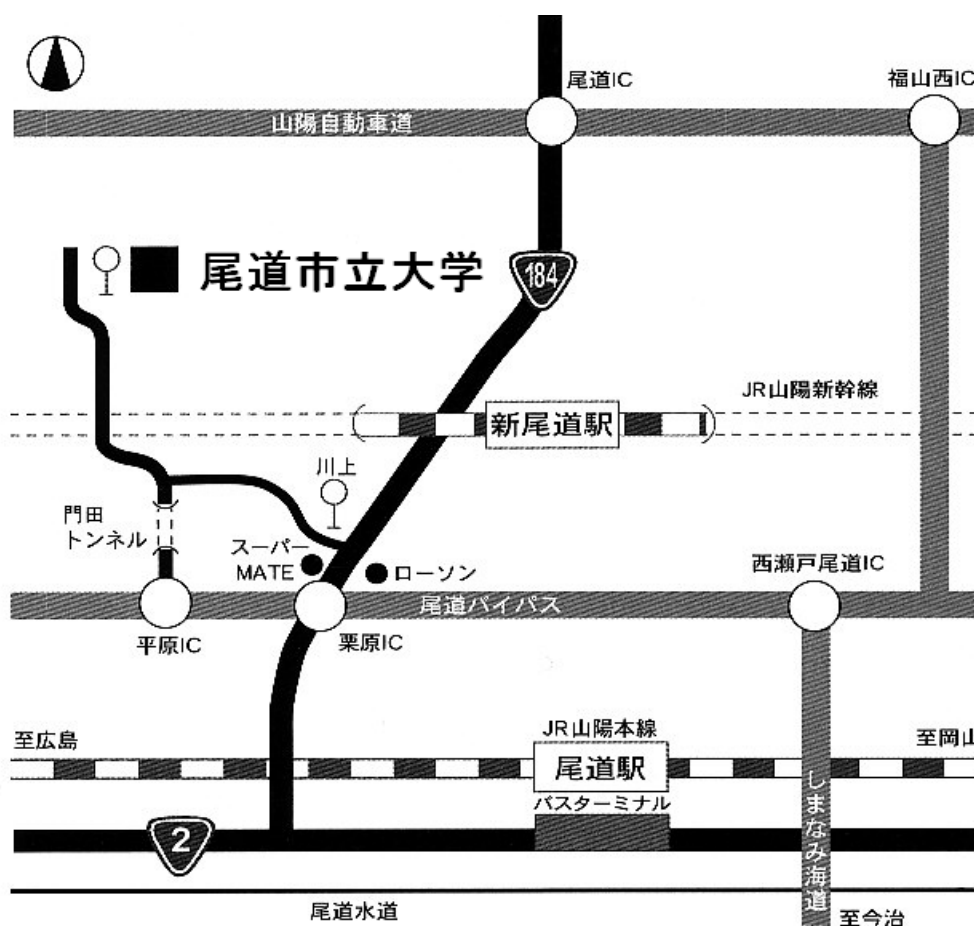 尾道IC
福山西IC
山陽自動車道
尾道市立大学
184
JR山陽新幹線
新尾道駅
川上
門田
トンネル
スーパー
MATE
ローソン
西瀬戸尾道IC
尾道バイパス
平原IC
栗原IC
至広島
JR山陽本線
至岡山
尾道駅
バスターミナル
しまなみ海道
2
尾道水道
至今治